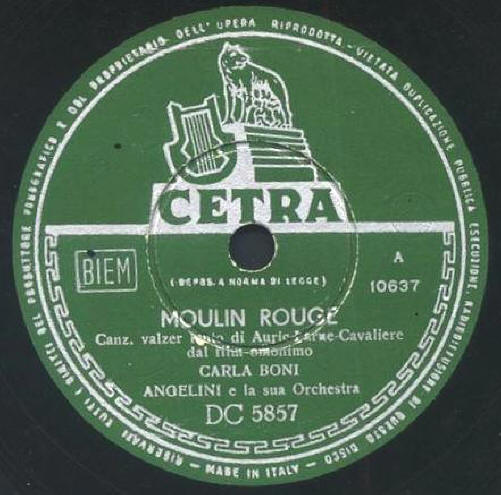 RISERVATI TUTTI I DIRITTI DEL PRODUTTORE FONOGRAFICO E DEL PROPRIETARIO DELL'OPERA RIPRODOTTA - VIETATA DUPLICAZIONE PUBBLICA ESECUZIONE, RADIODIFFUSIONE DI QUESTO DISCO
CETRA
BIEM
A
10637
(DEPOS. A NORMA DI LEGGE)
MOULIN ROUGE
Canz. valzer di Auric-Larue-Cavaliere
dal film omonimo
CARLA BONI
ANGELINI e la sua Orchestra
DC 5857
- MADE IN ITALY -